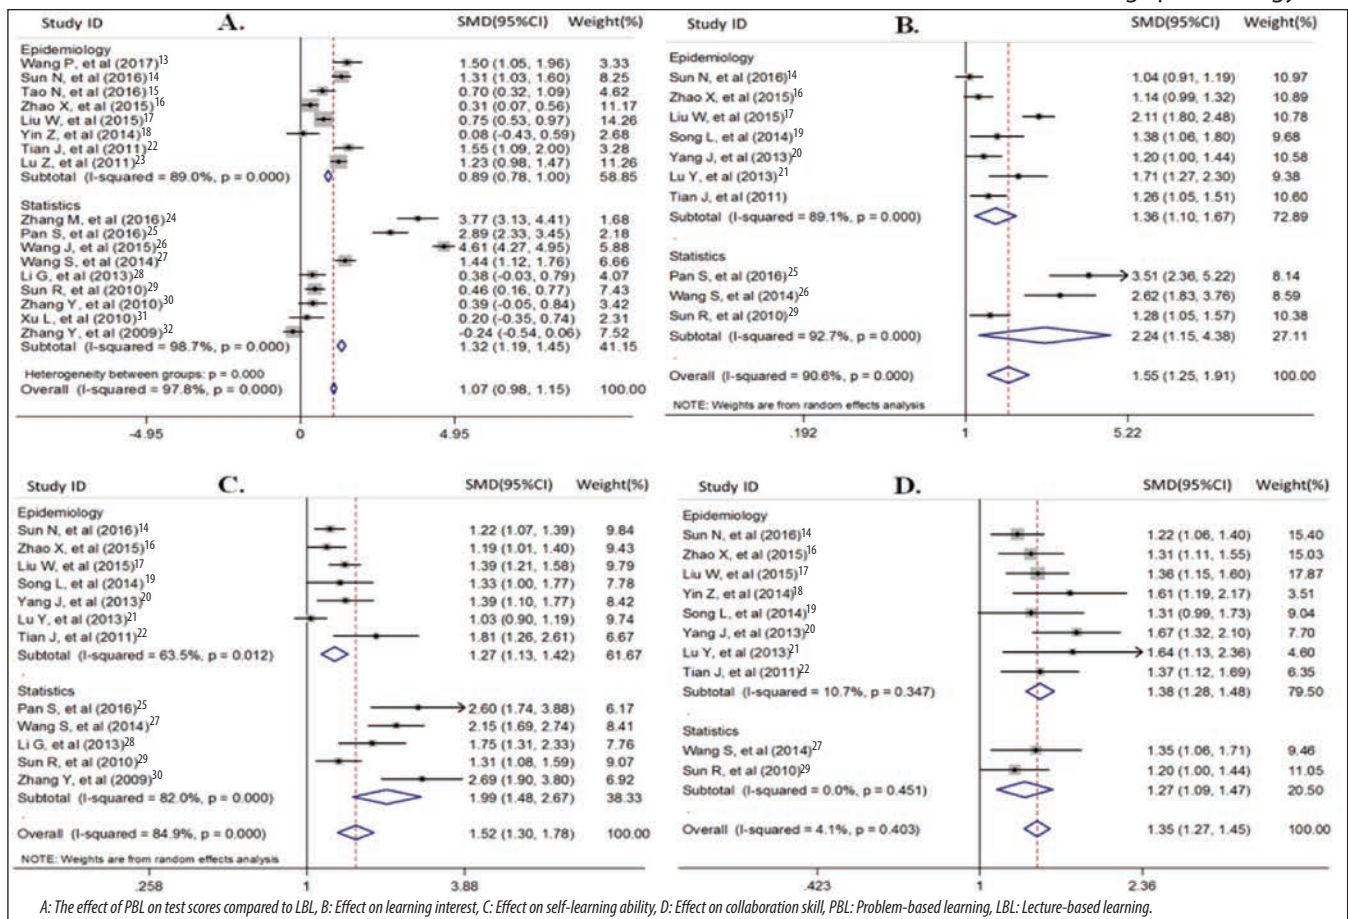 Study ID A. SMD(95%CI) Weight(%)
Epidemiology
Wang P, et al (2017)13 1.50 (1.05, 1.96) 3.33
Sun N, et al (2016)14 1.31 (1.03, 1.60) 8.25
Tao N, et al (2016)15 0.70 (0.32, 1.09) 4.62
Zhao X, et al (2015)16 0.31 (0.07, 0.56) 11.17
Liu W, et al (2015)17 0.75 (0.53, 0.97) 14.26
Yin Z, et al (2014)18 0.08 (-0.43, 0.59) 2.68
Tian J, et al (2011)22 1.55 (1.09, 2.00) 3.28
Lu Z, et al (2011)23 1.23 (0.98, 1.47) 11.26
Subtotal (I-squared = 89.0%, p = 0.000) 0.89 (0.78, 1.00) 58.85
Statistics
Zhang M, et al (2016)24 3.77 (3.13, 4.41) 1.68
Pan S, et al (2016)25 2.89 (2.33, 3.45) 2.18
Wang J, et al (2015)26 4.61 (4.27, 4.95) 5.88
Wang S, et al (2014)27 1.44 (1.12, 1.76) 6.66
Li G, et al (2013)28 0.38 (-0.03, 0.79) 4.07
Sun R, et al (2010)29 0.46 (0.16, 0.77) 7.43
Zhang Y, et al (2010)30 0.39 (-0.05, 0.84) 3.42
Xu L, et al (2010)31 0.20 (-0.35, 0.74) 2.31
Zhang Y, et al (2009)32 -0.24 (-0.54, 0.06) 7.52
Subtotal (I-squared = 98.7%, p = 0.000) 1.32 (1.19, 1.45) 41.15
Heterogeneity between groups: p = 0.000
Overall (I-squared = 97.8%, p = 0.000) 1.07 (0.98, 1.15) 100.00
-4.95 0 4.95
Study ID B. SMD(95%CI) Weight(%)
Epidemiology
Sun N, et al (2016)14 1.04 (0.91, 1.19) 10.97
Zhao X, et al (2015)16 1.14 (0.99, 1.32) 10.89
Liu W, et al (2015)17 2.11 (1.80, 2.48) 10.78
Song L, et al (2014)19 1.38 (1.06, 1.80) 9.68
Yang J, et al (2013)20 1.20 (1.00, 1.44) 10.58
Lu Y, et al (2013)21 1.71 (1.27, 2.30) 9.38
Tian J, et al (2011) 1.26 (1.05, 1.51) 10.60
Subtotal (I-squared = 89.1%, p = 0.000) 1.36 (1.10, 1.67) 72.89
Statistics
Pan S, et al (2016)25 3.51 (2.36, 5.22) 8.14
Wang S, et al (2014)26 2.62 (1.83, 3.76) 8.59
Sun R, et al (2010)29 1.28 (1.05, 1.57) 10.38
Subtotal (I-squared = 92.7%, p = 0.000) 2.24 (1.15, 4.38) 27.11
Overall (I-squared = 90.6%, p = 0.000) 1.55 (1.25, 1.91) 100.00
NOTE: Weights are from random effects analysis
.192 1 5.22
Study ID C. SMD(95%CI) Weight(%)
Epidemiology
Sun N, et al (2016)14 1.22 (1.07, 1.39) 9.84
Zhao X, et al (2015)16 1.19 (1.01, 1.40) 9.43
Liu W, et al (2015)17 1.39 (1.21, 1.58) 9.79
Song L, et al (2014)19 1.33 (1.00, 1.77) 7.78
Yang J, et al (2013)20 1.39 (1.10, 1.77) 8.42
Lu Y, et al (2013)21 1.03 (0.90, 1.19) 9.74
Tian J, et al (2011)22 1.81 (1.26, 2.61) 6.67
Subtotal (I-squared = 63.5%, p = 0.012) 1.27 (1.13, 1.42) 61.67
Statistics
Pan S, et al (2016)25 2.60 (1.74, 3.88) 6.17
Wang S, et al (2014)27 2.15 (1.69, 2.74) 8.41
Li G, et al (2013)28 1.75 (1.31, 2.33) 7.76
Sun R, et al (2010)29 1.31 (1.08, 1.59) 9.07
Zhang Y, et al (2009)30 2.69 (1.90, 3.80) 6.92
Subtotal (I-squared = 82.0%, p = 0.000) 1.99 (1.48, 2.67) 38.33
Overall (I-squared = 84.9%, p = 0.000) 1.52 (1.30, 1.78) 100.00
NOTE: Weights are from random effects analysis
.258 1 3.88
Study ID D. SMD(95%CI) Weight(%)
Epidemiology
Sun N, et al (2016)14 1.22 (1.06, 1.40) 15.40
Zhao X, et al (2015)16 1.31 (1.11, 1.55) 15.03
Liu W, et al (2015)17 1.36 (1.15, 1.60) 17.87
Yin Z, et al (2014)18 1.61 (1.19, 2.17) 3.51
Song L, et al (2014)19 1.31 (0.99, 1.73) 9.04
Yang J, et al (2013)20 1.67 (1.32, 2.10) 7.70
Lu Y, et al (2013)21 1.64 (1.13, 2.36) 4.60
Tian J, et al (2011)22 1.37 (1.12, 1.69) 6.35
Subtotal (I-squared = 10.7%, p = 0.347) 1.38 (1.28, 1.48) 79.50
Statistics
Wang S, et al (2014)27 1.35 (1.06, 1.71) 9.46
Sun R, et al (2010)29 1.20 (1.00, 1.44) 11.05
Subtotal (I-squared = 0.0%, p = 0.451) 1.27 (1.09, 1.47) 20.50
Overall (I-squared = 4.1%, p = 0.403) 1.35 (1.27, 1.45) 100.00
.423 1 2.36
A: The effect of PBL on test scores compared to LBL, B: Effect on learning interest, C: Effect on self-learning ability, D: Effect on collaboration skill, PBL: Problem-based learning, LBL: Lecture-based learning.